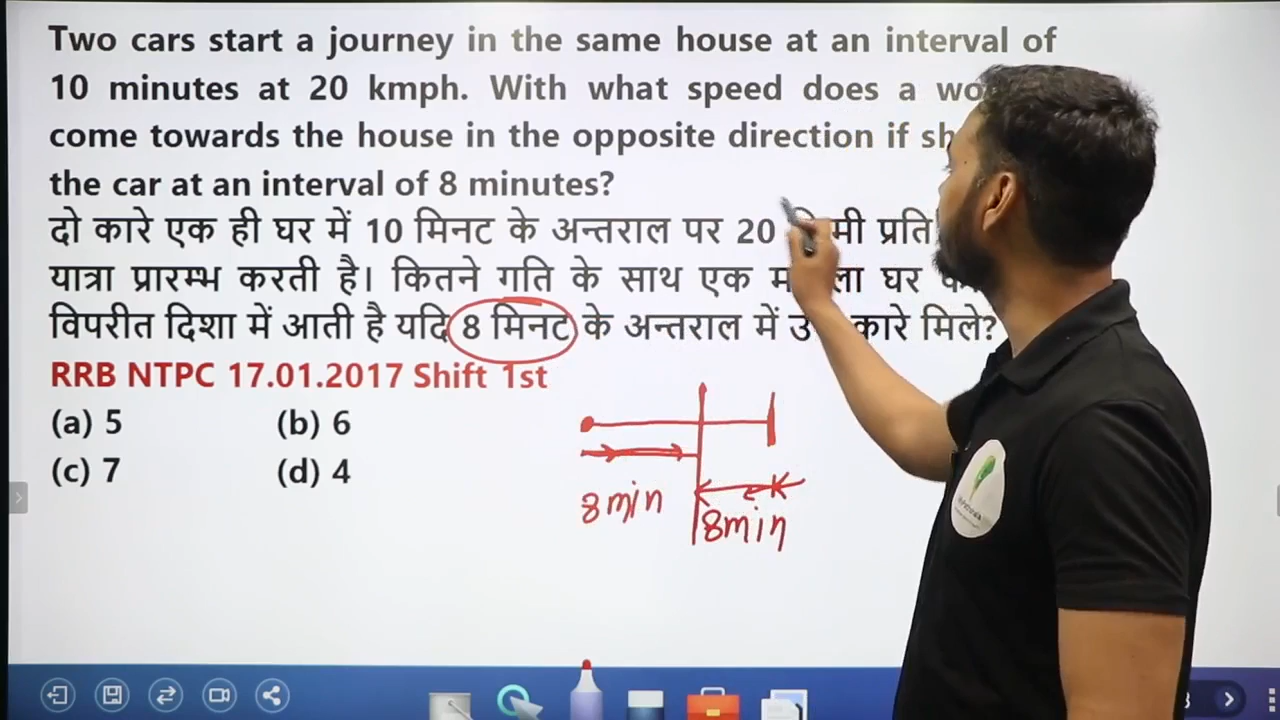 Two cars start a journey in the same house at an interval of
10 minutes at 20 kmph. With what speed does a
come towards the house in the opposite direction if
the car at an interval of 8 minutes?
दो कारे एक ही घर में 10 मिनट के अन्तराल पर 20 प्रति
यात्रा प्रारम्भ करती है। कितने गति के साथ एक घर
विपरीत दिशा में आती है यदि 8 मिनट के अन्तराल में कारे मिले?
RRB NTPC 17.01.2017 Shift 1st
(a) 5 (b) 6
(c) 7 (d) 4
8min 8min